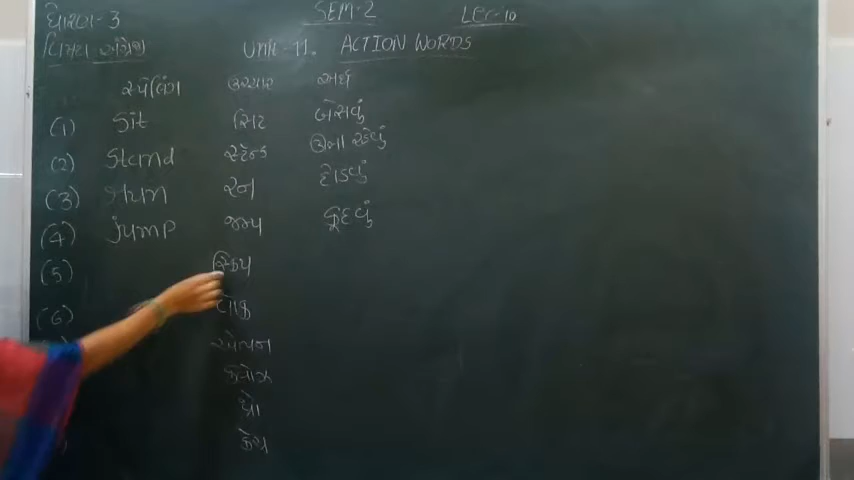 ધોરણ-3 SEM-2 LEC-10
વિષય અંગ્રેજી Unit-11. ACTION WORDS
સ્પેલિંગ ઉચ્ચાર અર્થ
(1) Sit સિટ બેસવું
(2) Stand સ્ટેન્ડ ઊભા રહેવું
(3) run રન દોડવું
(4) jump જમ્પ કૂદવું
(5) સ્કિપ
(6) વોક
ઓપન
ક્લોઝ
થ્રો
કેચ